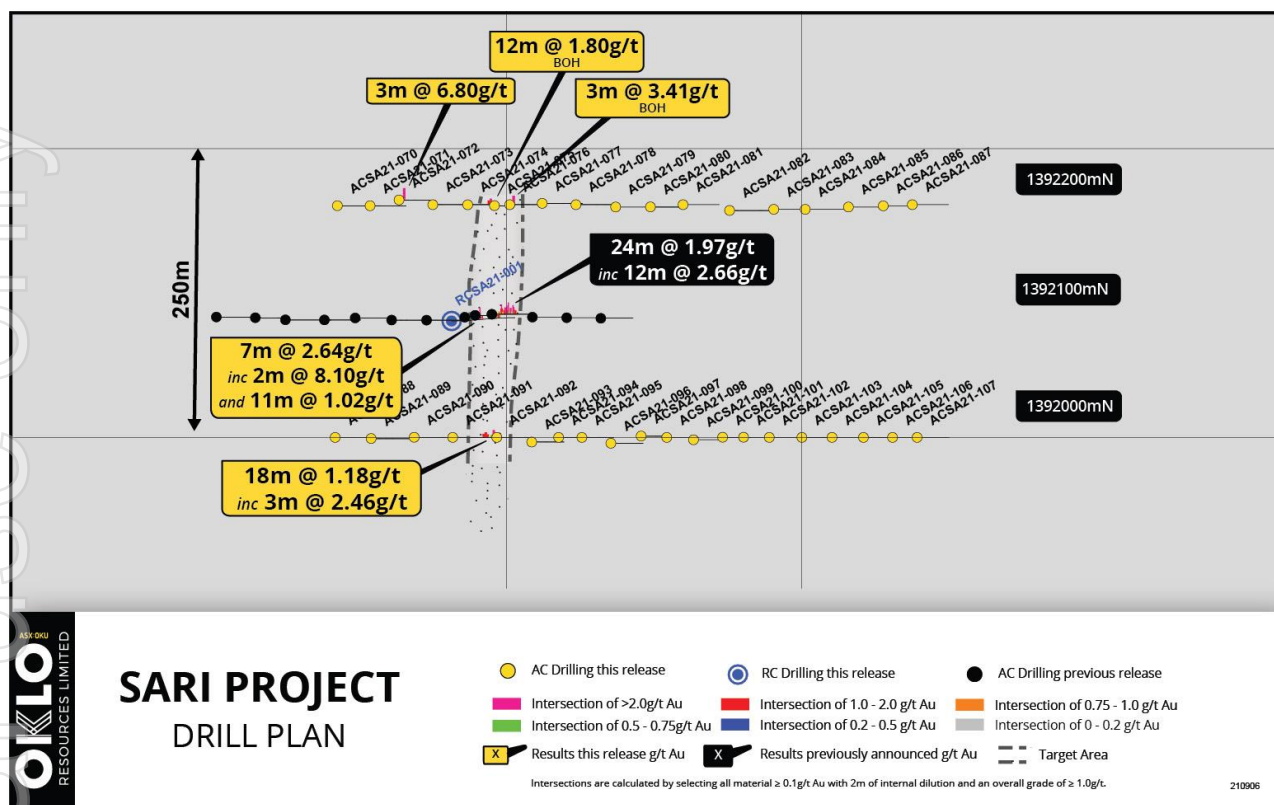 12m @ 1.80g/t
BOH
3m @ 6.80g/t
3m @ 3.41g/t
BOH
ACSA21-070
ACSA21-071
ACSA21-072
ACSA21-073
ACSA21-074
ACSA21-076
ACSA21-077
ACSA21-078
ACSA21-079
ACSA21-080
ACSA21-081
ACSA21-082
ACSA21-083
ACSA21-084
ACSA21-085
ACSA21-086
ACSA21-087
1392200mN
250m
24m @ 1.97g/t
inc 12m @ 2.66g/t
RCSA21-001
1392100mN
7m @ 2.64g/t
inc 2m @ 8.10g/t
and 11m @ 1.02g/t
88
ACSA21-089
ACSA21-090
ACSA21-091
ACSA21-092
ACSA21-093
ACSA21-094
ACSA21-095
ACSA21-096
ACSA21-097
ACSA21-098
ACSA21-099
ACSA21-100
ACSA21-101
ACSA21-102
ACSA21-103
ACSA21-104
ACSA21-105
ACSA21-106
ACSA21-107
1392000mN
18m @ 1.18g/t
inc 3m @ 2.46g/t
ASX OKU
OKLO
RESOURCES LIMITED
SARI PROJECT
DRILL PLAN
AC Drilling this release
RC Drilling this release
AC Drilling previous release
Intersection of >2.0g/t Au
Intersection of 1.0 - 2.0 g/t Au
Intersection of 0.75 - 1.0 g/t Au
Intersection of 0.5 - 0.75g/t Au
Intersection of 0.2 - 0.5 g/t Au
Intersection of 0 - 0.2 g/t Au
X
Results this release g/t Au
X
Results previously announced g/t Au
Target Area
Intersections are calculated by selecting all material ≥ 0.1g/t Au with 2m of internal dilution and an overall grade of ≥ 1.0g/t.
210906